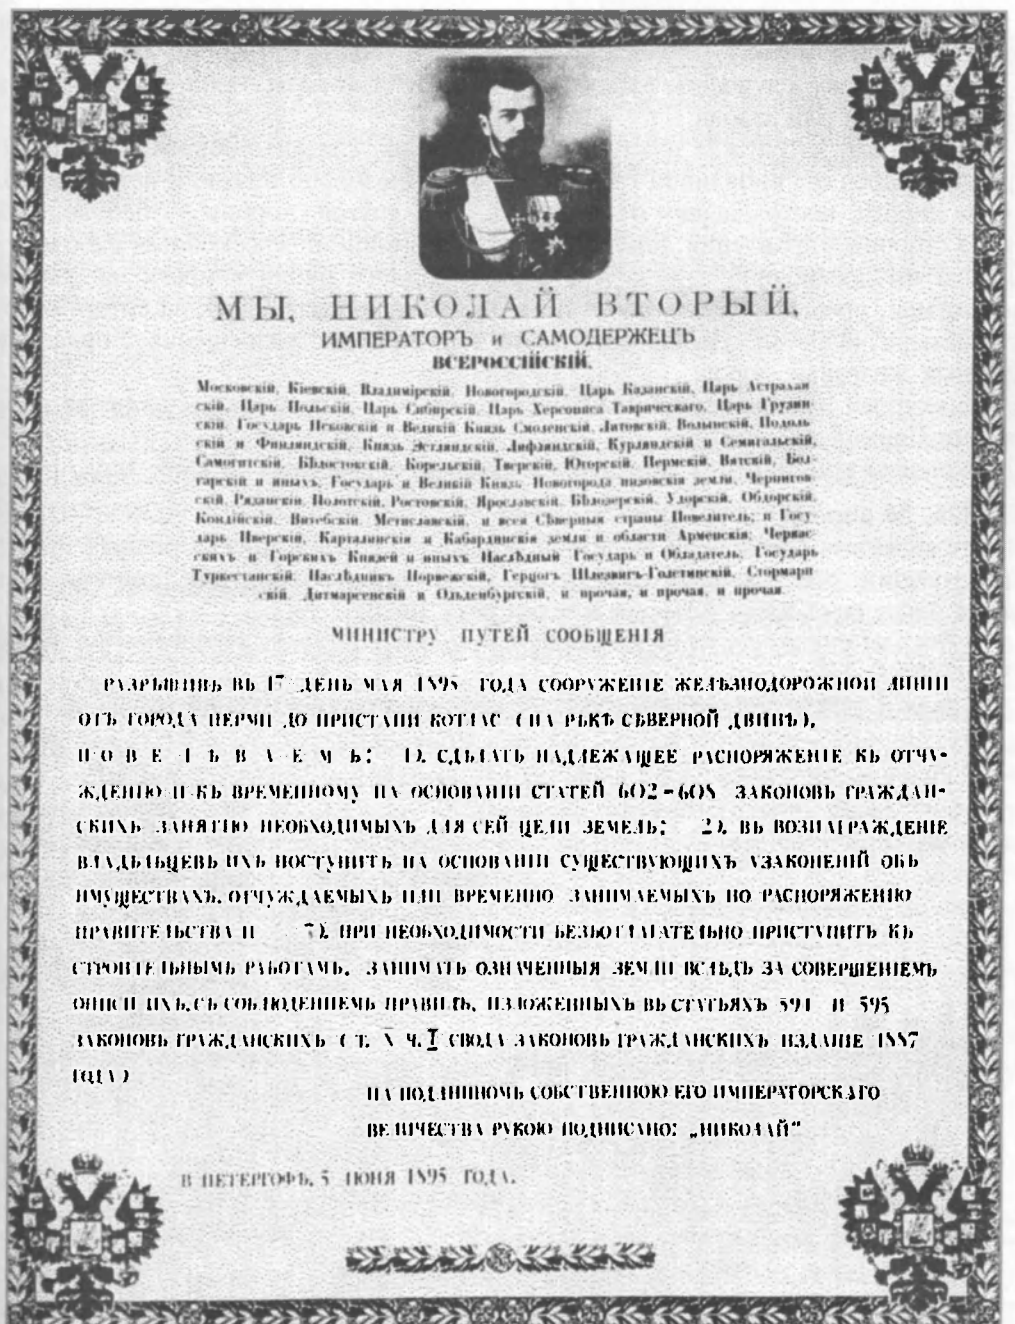 МЫ, НИКОЛАЙ ВТОРЫЙ,
ИМПЕРАТОРЪ и САМОДЕРЖЕЦЪ
ВСЕРОССІЙСКІЙ,
Московскій, Кіевскій, Владимірскій, Новогородскій, Царь Казанскій, Царь Астрахан
скій, Царь Польскій, Царь Сибирскій, Царь Херсониса Таврическаго, Царь Грузин-
скій, Государь Псковскій и Великій Князь Смоленскій, Литовскій, Волынскій, Подоль
скій и Финляндскій, Князь Эстляндскій, Лифляндскій, Курляндскій и Семигальскій,
Самогитскій, Бѣлостокскій, Корельскій, Тверскій, Югорскій, Пермскій, Вятскій, Бол-
гарскій и иныхъ, Государь и Великій Князь Новогорода низовскія земли, Чернигов
скій, Рязанскій, Полотскій, Ростовскій, Ярославскій, Бѣлозерскій, Удорскій, Обдорскій,
Кондійскій, Витебскій, Мстиславскій, и всея Сѣверныя страны Повелитель; и Госу-
дарь Иверскій, Карталинскія и Кабардинскія земли и области Арменскія; Черкас-
скихъ и Горскихъ Князей и иныхъ Наслѣдный Государь и Обладатель, Государь
Туркестанскій, Наслѣдникъ Норвежскій, Герцогъ Шлезвигъ-Голстинскій, Стормарн
скій, Дитмарсенскій и Ольденбургскій, и прочая, и прочая, и прочая
МИНИСТРУ ПУТЕЙ СООБЩЕНІЯ
РАЗРѢШИВЪ ВЪ 17 ДЕНЬ МАЯ 1895 ГОДА СООРУЖЕНІЕ ЖЕЛѢЗНОДОРОЖНОЙ ЛИНІИ
ОТЪ ГОРОДА ПЕРМИ ДО ПРИСТАНИ КОТЛАС (НА РѢКѢ СѢВЕРНОЙ ДВИНѢ),
П О В Е Л Ѣ В А Е М Ъ: 1). СДѢЛАТЬ НАДЛЕЖАЩЕЕ РАСПОРЯЖЕНІЕ КЪ ОТЧУ-
ЖДЕНІЮ И КЪ ВРЕМЕННОМУ НА ОСНОВАНІИ СТАТЕЙ 602-608 ЗАКОНОВЪ ГРАЖДАН-
СКИХЪ ЗАНЯТІЮ НЕОБХОДИМЫХЪ ДЛЯ СЕЙ ЦѢЛИ ЗЕМЕЛЬ; 2). ВЪ ВОЗНАГРАЖДЕНІЕ
ВЛАДѢЛЬЦЕВЪ ИХЪ ПОСТУПИТЬ НА ОСНОВАНІИ СУЩЕСТВУЮЩИХЪ УЗАКОНЕНІЙ ОБЪ
ИМУЩЕСТВАХЪ, ОТЧУЖДАЕМЫХЪ ИЛИ ВРЕМЕННО ЗАНИМАЕМЫХЪ ПО РАСПОРЯЖЕНІЮ
ПРАВИТЕЛЬСТВА И 3). ПРИ НЕОБХОДИМОСТИ БЕЗЪОТЛАГАТЕЛЬНО ПРИСТУПИТЬ КЪ
СТРОИТЕЛЬНЫМЪ РАБОТАМЪ, ЗАНИМАТЬ ОЗНАЧЕННЫЯ ЗЕМЛИ ВСЛѢДЪ ЗА СОВЕРШЕНІЕМЪ
ОПИСИ ИХЪ, СЪ СОБЛЮДЕНІЕМЪ ПРАВИЛЪ, ИЗЛОЖЕННЫХЪ ВЪ СТАТЬЯХЪ 594 И 595
ЗАКОНОВЪ ГРАЖДАНСКИХЪ (Т. X Ч. I СВОДА ЗАКОНОВЪ ГРАЖДАНСКИХЪ ИЗДАНІЕ 1887
ГОДА)
НА ПОДЛИННОМЪ СОБСТВЕННОЮ ЕГО ИМПЕРАТОРСКАГО
ВЕЛИЧЕСТВА РУКОЮ ПОДПИСАНО: „НИКОЛАЙ"
В ПЕТЕРГОФѢ, 5 ІЮНЯ 1895 ГОДА.